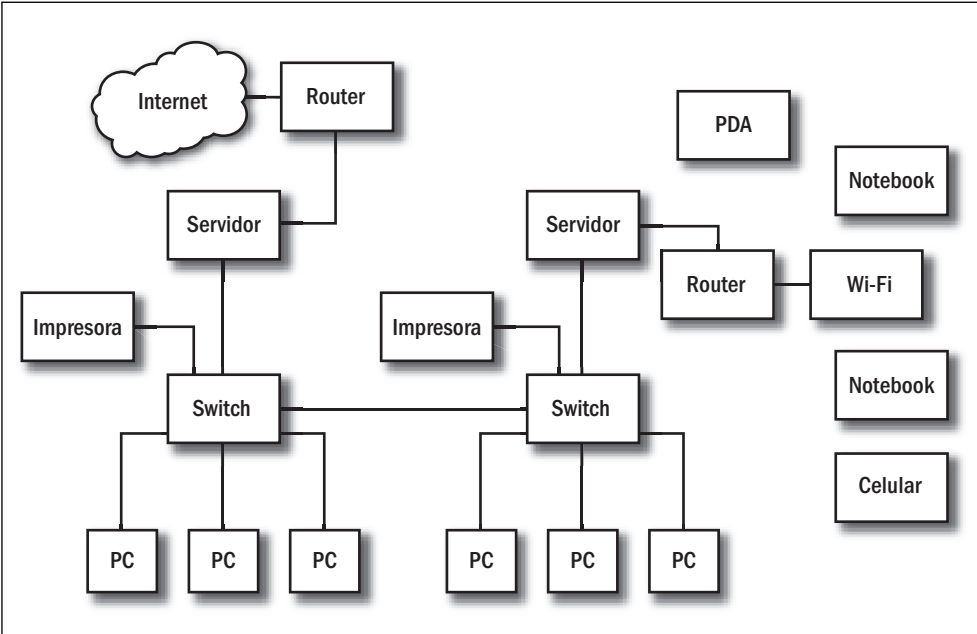 Internet
Router
PDA
Notebook
Servidor
Servidor
Router
Wi-Fi
Impresora
Impresora
Notebook
Switch
Switch
Celular
PC
PC
PC
PC
PC
PC